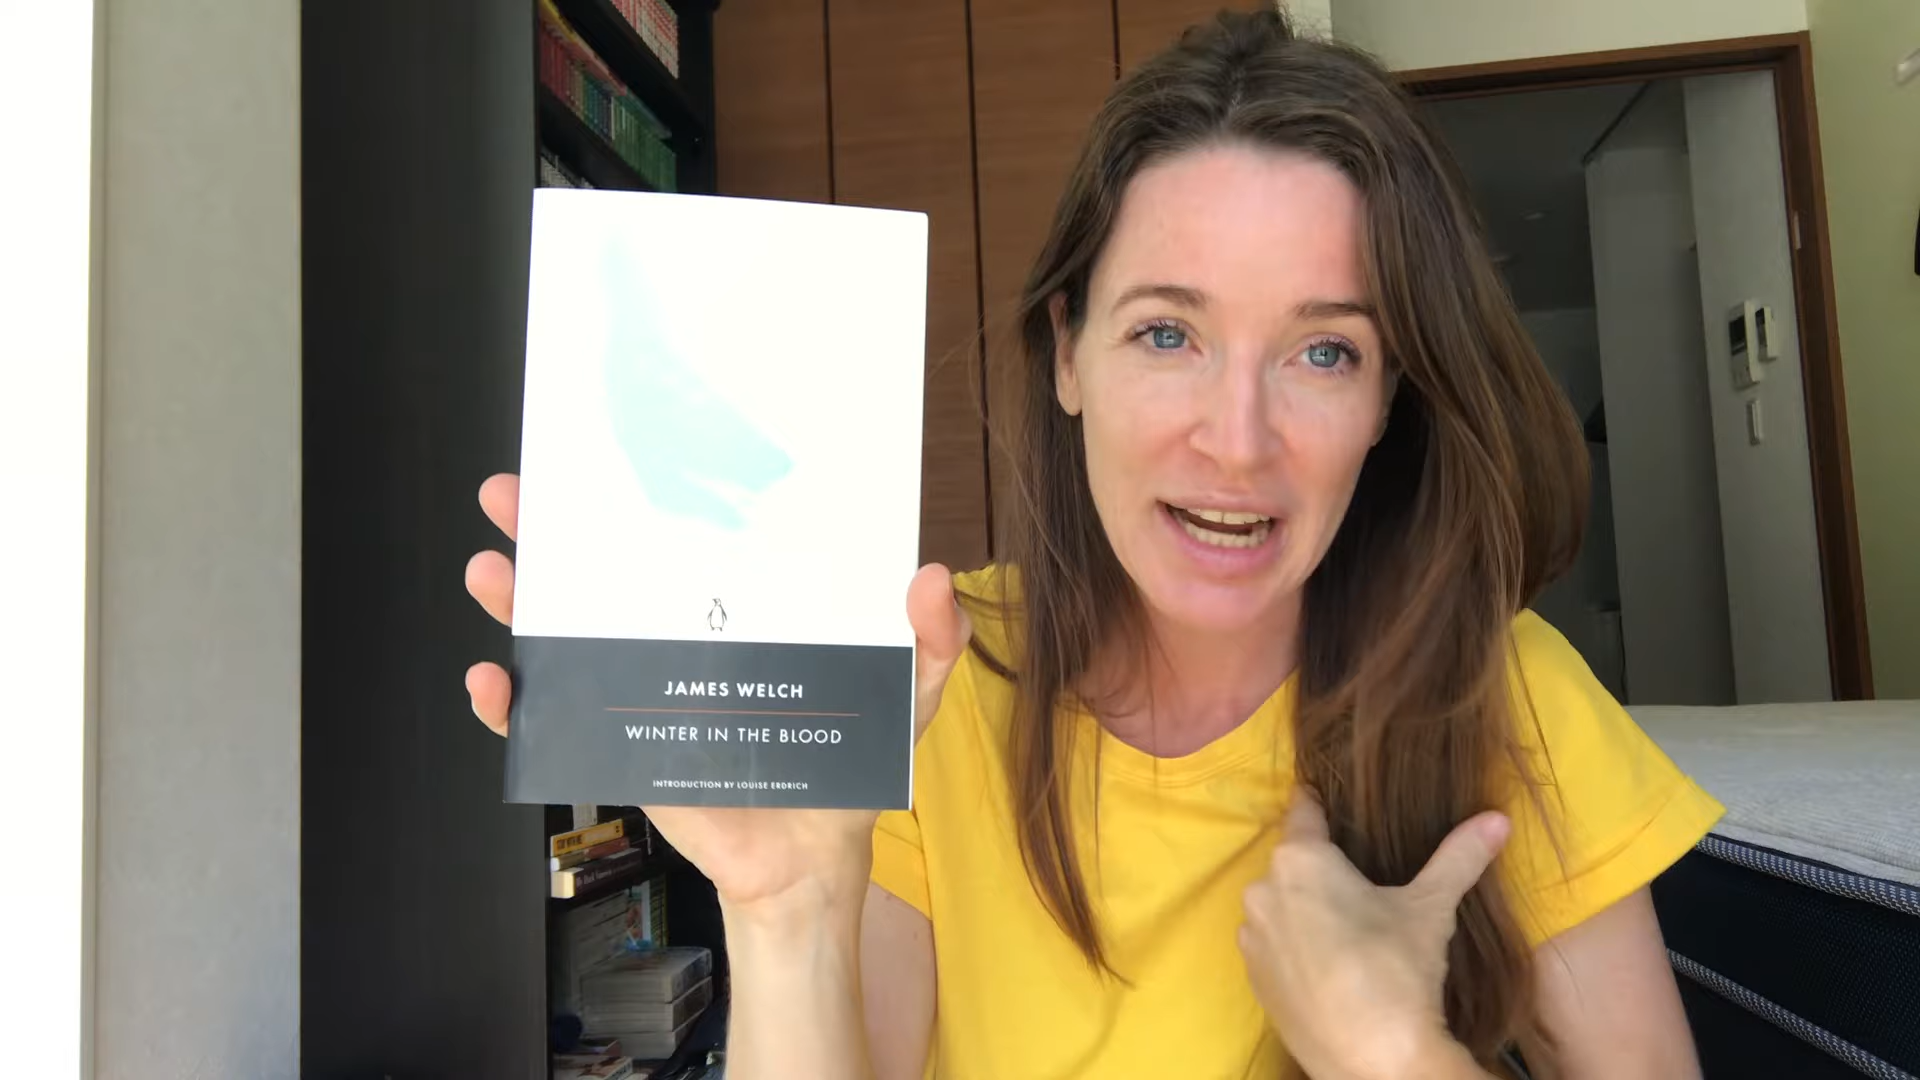 JAMES WELCH
WINTER IN THE BLOOD
INTRODUCTION BY LOUISE ERDRICH